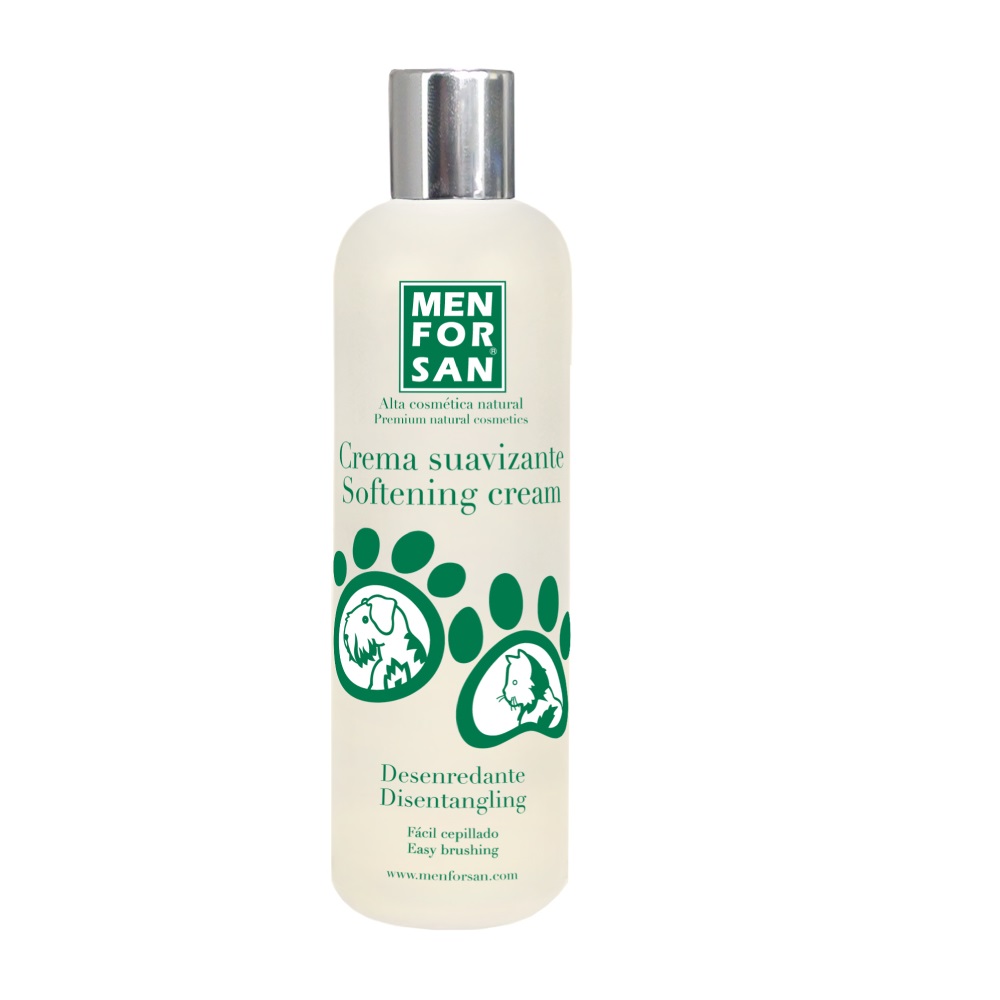 MEN
FOR
SAN®
Alta cosmética natural
Premium natural cosmetics
Crema suavizante
Softening cream
Desenredante
Disentangling
Fácil cepillado
Easy brushing
www.menforsan.com